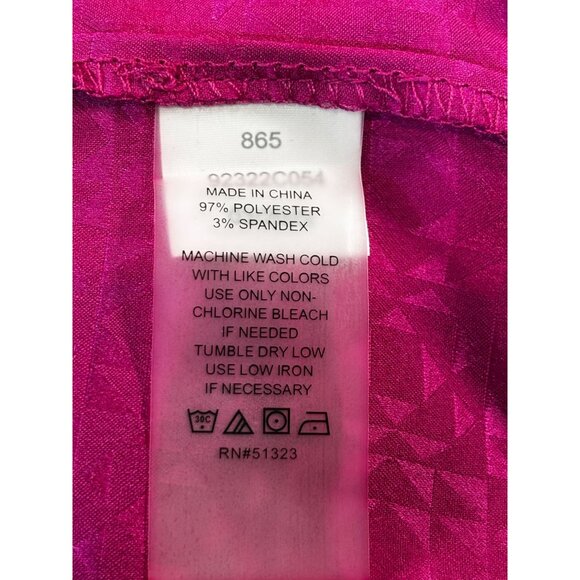 865
92322C054
MADE IN CHINA
97% POLYESTER
3% SPANDEX
MACHINE WASH COLD
WITH LIKE COLORS
USE ONLY NON-
CHLORINE BLEACH
IF NEEDED
TUMBLE DRY LOW
USE LOW IRON
IF NECESSARY
30C
RN#51323